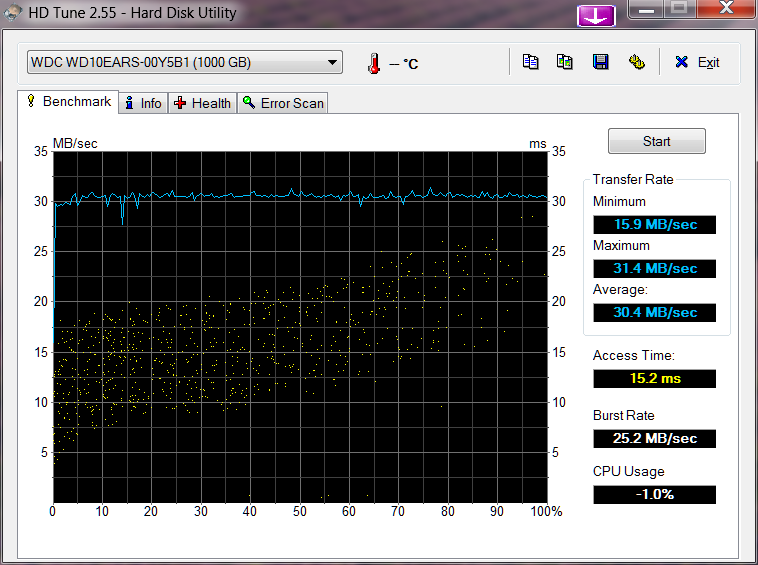 HD Tune 2.55 - Hard Disk Utility
WDC WD10EARS-00Y5B1 (1000 GB)
-- °C
Exit
Benchmark
Info
Health
Error Scan
MB/sec
ms
35
30
25
20
15
10
5
35
30
25
20
15
10
5
0
10
20
30
40
50
60
70
80
90
100%
Start
Transfer Rate
Minimum
15.9 MB/sec
Maximum
31.4 MB/sec
Average:
30.4 MB/sec
Access Time:
15.2 ms
Burst Rate
25.2 MB/sec
CPU Usage
-1.0%